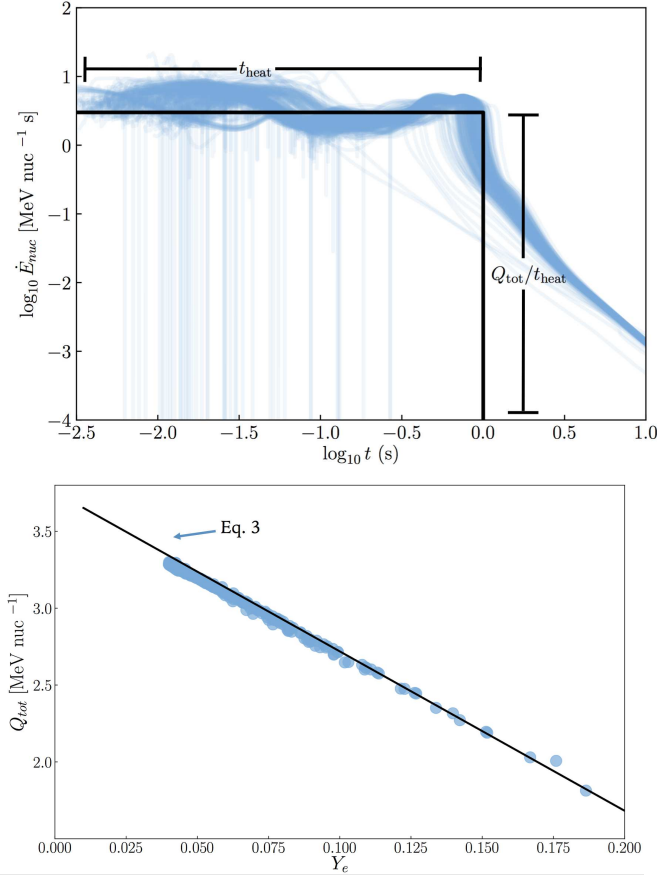 2
1
0
−1
−2
−3
−4
log₁₀ Ė_nuc [MeV nuc ⁻¹ s]
t_heat
Q_tot/t_heat
−2.5 −2.0 −1.5 −1.0 −0.5 0.0 0.5 1.0
log₁₀ t (s)
3.5
3.0
2.5
2.0
Q_tot [MeV nuc ⁻¹]
Eq. 3
0.000 0.025 0.050 0.075 0.100 0.125 0.150 0.175 0.200
Y_e